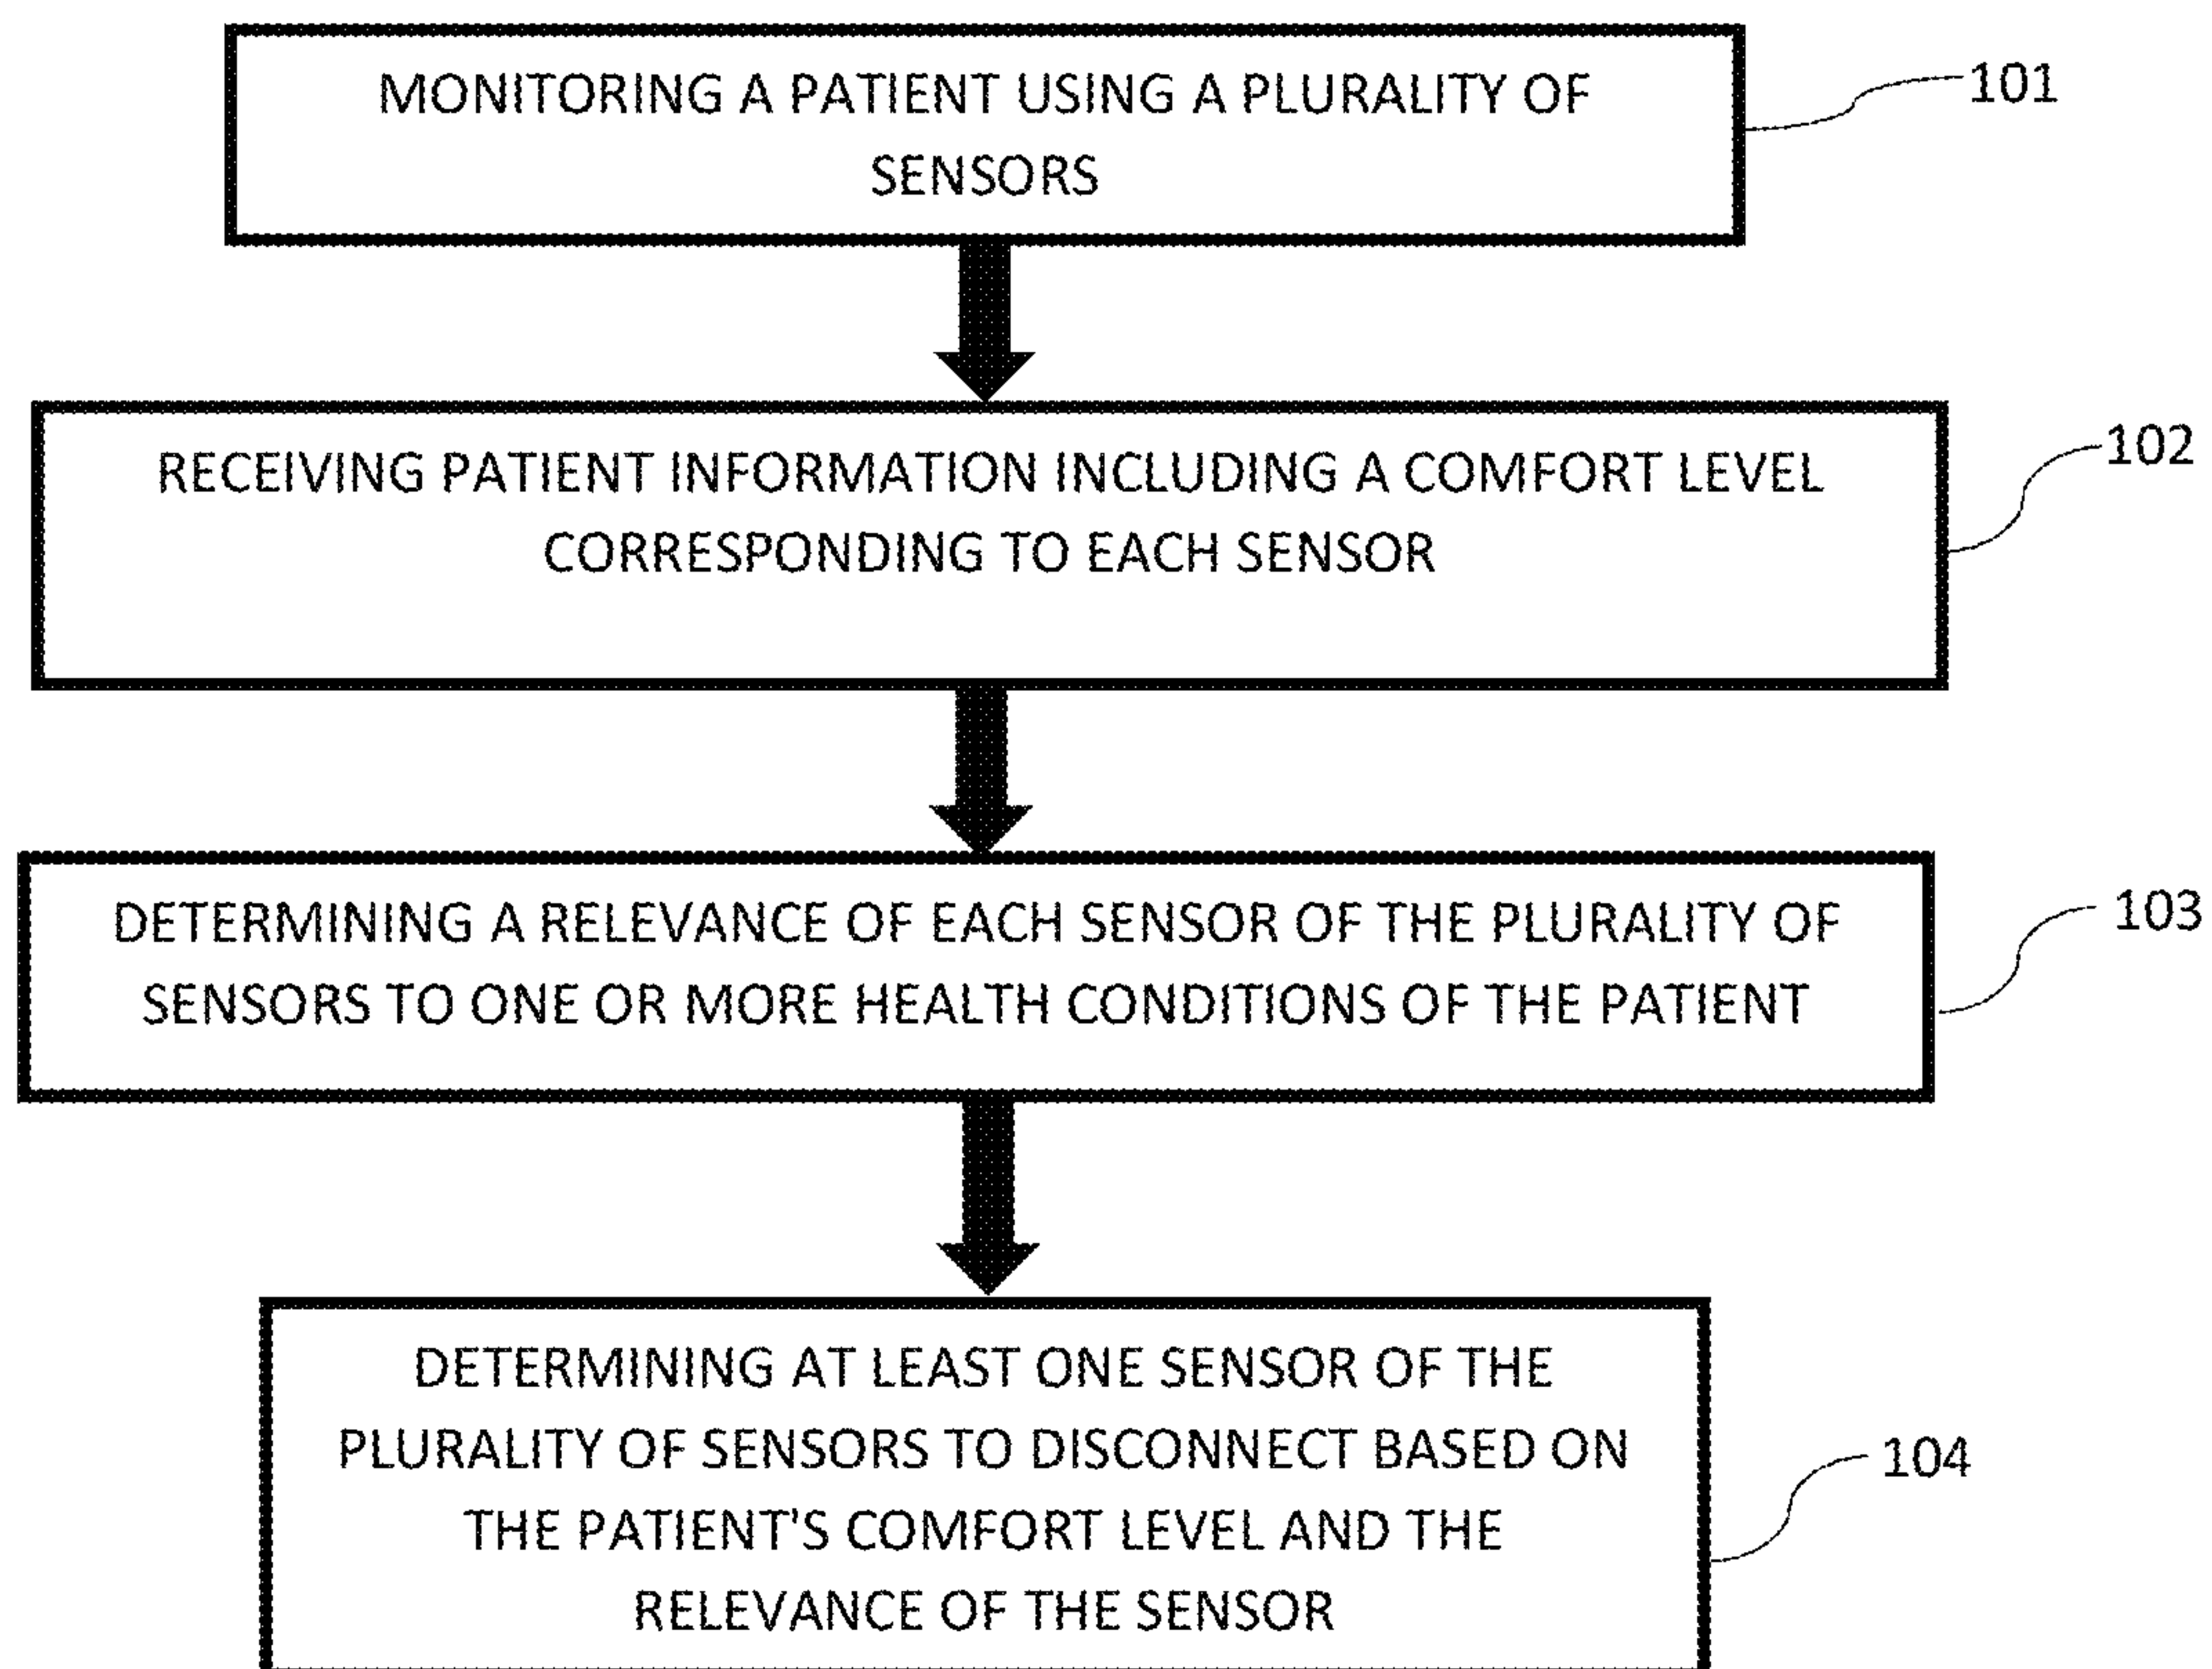 MONITORING A PATIENT USING A PLURALITY OF
SENSORS
101
RECEIVING PATIENT INFORMATION INCLUDING A COMFORT LEVEL
CORRESPONDING TO EACH SENSOR
102
DETERMINING A RELEVANCE OF EACH SENSOR OF THE PLURALITY OF
SENSORS TO ONE OR MORE HEALTH CONDITIONS OF THE PATIENT
103
DETERMINING AT LEAST ONE SENSOR OF THE
PLURALITY OF SENSORS TO DISCONNECT BASED ON
THE PATIENT'S COMFORT LEVEL AND THE
RELEVANCE OF THE SENSOR
104